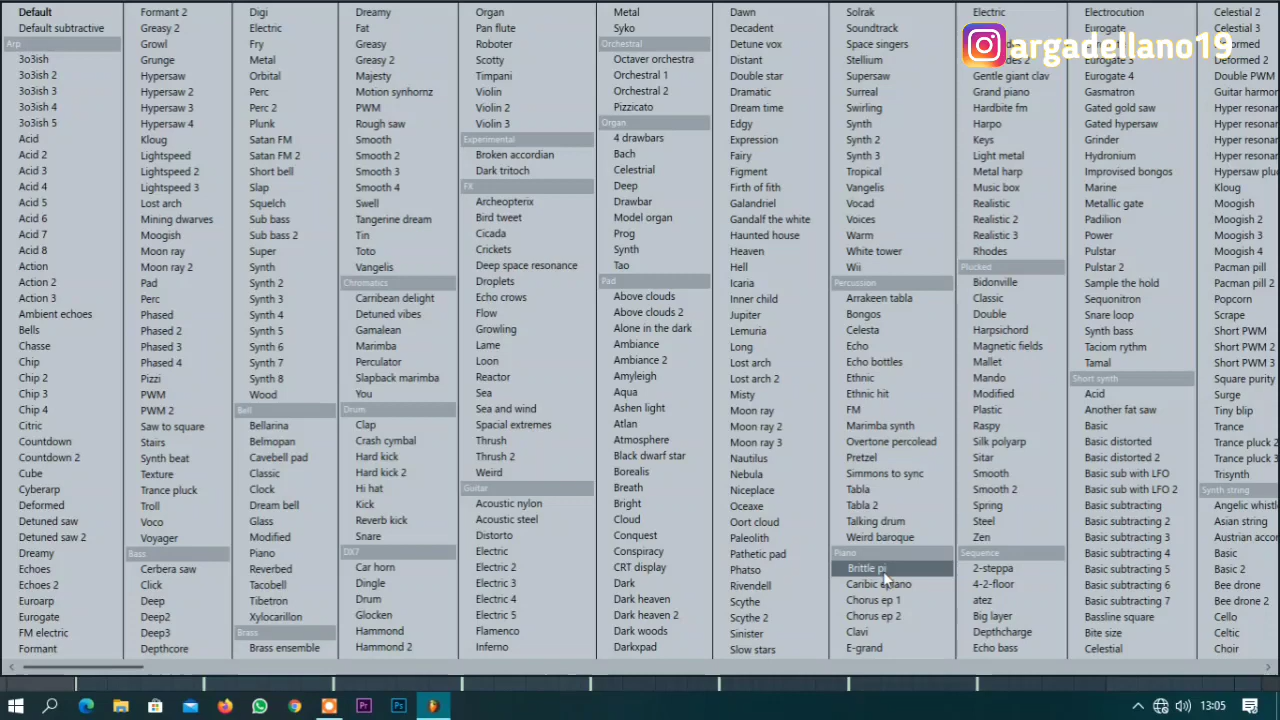 Default
Default subtractive
Arp
3o3ish
3o3ish 2
3o3ish 3
3o3ish 4
3o3ish 5
Acid
Acid 2
Acid 3
Acid 4
Acid 5
Acid 6
Acid 7
Acid 8
Action
Action 2
Action 3
Ambient echoes
Bells
Chasse
Chip
Chip 2
Chip 3
Chip 4
Citric
Countdown
Countdown 2
Cube
Cyberarp
Deformed
Detuned saw
Detuned saw 2
Dreamy
Echoes
Echoes 2
Euroarp
Eurogate
FM electric
Formant
Formant 2
Greasy 2
Growl
Grunge
Hypersaw
Hypersaw 2
Hypersaw 3
Hypersaw 4
Kloug
Lightspeed
Lightspeed 2
Lightspeed 3
Lost arch
Mining dwarves
Moogish
Moon ray
Moon ray 2
Pad
Perc
Phased
Phased 2
Phased 3
Phased 4
Pizzi
PWM
PWM 2
Saw to square
Stairs
Synth beat
Texture
Trance pluck
Troll
Voco
Voyager
Bass
Cerbera saw
Click
Deep
Deep2
Deep3
Depthcore
Digi
Electric
Fry
Metal
Orbital
Perc
Perc 2
Plunk
Satan FM
Satan FM 2
Short bell
Slap
Squelch
Sub bass
Sub bass 2
Super
Synth
Synth 2
Synth 3
Synth 4
Synth 5
Synth 6
Synth 7
Synth 8
Wood
Bell
Bellarina
Belmopan
Cavebell pad
Classic
Clock
Dream bell
Glass
Modified
Piano
Reverbed
Tacobell
Tibetron
Xylocarillon
Brass
Brass ensemble
Dreamy
Fat
Greasy
Greasy 2
Majesty
Motion synhornz
PWM
Rough saw
Smooth
Smooth 2
Smooth 3
Smooth 4
Swell
Tangerine dream
Tin
Toto
Vangelis
Chromatics
Carribean delight
Detuned vibes
Gamalean
Marimba
Perculator
Slapback marimba
You
Drum
Clap
Crash cymbal
Hard kick
Hard kick 2
Hi hat
Kick
Reverb kick
Snare
DX7
Car horn
Dingle
Drum
Glocken
Hammond
Hammond 2
Organ
Pan flute
Roboter
Scotty
Timpani
Violin
Violin 2
Violin 3
Experimental
Broken accordian
Dark tritoch
FX
Archeopterix
Bird tweet
Cicada
Crickets
Deep space resonance
Droplets
Echo crows
Flow
Growling
Lame
Loon
Reactor
Sea
Sea and wind
Spacial extremes
Thrush
Thrush 2
Weird
Guitar
Acoustic nylon
Acoustic steel
Distorto
Electric
Electric 2
Electric 3
Electric 4
Electric 5
Flamenco
Inferno
Metal
Syko
Orchestral
Octaver orchestra
Orchestral 1
Orchestral 2
Pizzicato
Organ
4 drawbars
Bach
Celestrial
Deep
Drawbar
Model organ
Prog
Synth
Tao
Pad
Above clouds
Above clouds 2
Alone in the dark
Ambiance
Ambiance 2
Amyleigh
Aqua
Ashen light
Atlan
Atmosphere
Black dwarf star
Borealis
Breath
Bright
Cloud
Conquest
Conspiracy
CRT display
Dark
Dark heaven
Dark heaven 2
Dark woods
Darkxpad
Dawn
Decadent
Detune vox
Distant
Double star
Dramatic
Dream time
Edgy
Expression
Fairy
Figment
Firth of fith
Galandriel
Gandalf the white
Haunted house
Heaven
Hell
Icaria
Inner child
Jupiter
Lemuria
Long
Lost arch
Lost arch 2
Misty
Moon ray
Moon ray 2
Moon ray 3
Nautilus
Nebula
Niceplace
Oceaxe
Oort cloud
Paleolith
Pathetic pad
Phatso
Rivendell
Scythe
Scythe 2
Sinister
Slow stars
Solrak
Soundtrack
Space singers
Stellium
Supersaw
Surreal
Swirling
Synth
Synth 2
Synth 3
Tropical
Vangelis
Vocad
Voices
Warm
White tower
Wii
Percussion
Arrakeen tabla
Bongos
Celesta
Echo
Echo bottles
Ethnic
Ethnic hit
FM
Marimba synth
Overtone percolead
Pretzel
Simmons to sync
Tabla
Tabla 2
Talking drum
Weird baroque
Piano
Brittle pi
Caribic
Chorus ep 1
Chorus ep 2
Clavi
E-grand
Electric
argadellano19
Gentle giant clav
Grand piano
Hardbite fm
Harpo
Keys
Light metal
Metal harp
Music box
Realistic
Realistic 2
Realistic 3
Rhodes
Plucked
Bidonville
Classic
Double
Harpsichord
Magnetic fields
Mallet
Mando
Modified
Plastic
Raspy
Silk polyarp
Sitar
Smooth
Smooth 2
Spring
Steel
Zen
Sequence
2-steppa
4-2-floor
atez
Big layer
Depthcharge
Echo bass
Electrocution
Eurogate
Eurogate 4
Gasmatron
Gated gold saw
Gated hypersaw
Grinder
Hydronium
Improvised bongos
Marine
Metallic gate
Padilion
Power
Pulstar
Pulstar 2
Sample the hold
Sequonitron
Snare loop
Synth bass
Taciom rythm
Tamal
Short synth
Acid
Another fat saw
Basic
Basic distorted
Basic distorted 2
Basic sub with LFO
Basic sub with LFO 2
Basic subtracting
Basic subtracting 2
Basic subtracting 3
Basic subtracting 4
Basic subtracting 5
Basic subtracting 6
Basic subtracting 7
Bassline square
Bite size
Celestial
Celestial 2
Celestial 3
Deformed 2
Double PWM
Guitar harmo
Hyper resonar
Hyper resonar
Hyper resonar
Hypersaw pluc
Kloug
Moogish
Moogish 2
Moogish 3
Moogish 4
Pacman pill
Pacman pill 2
Popcorn
Scrape
Short PWM
Short PWM 2
Short PWM 3
Square purity
Surge
Tiny blip
Trance
Trance pluck 2
Trance pluck 3
Trisynth
Synth string
Angelic whistl
Asian string
Austrian accor
Basic
Basic 2
Bee drone
Bee drone 2
Cello
Celtic
Choir
13:05